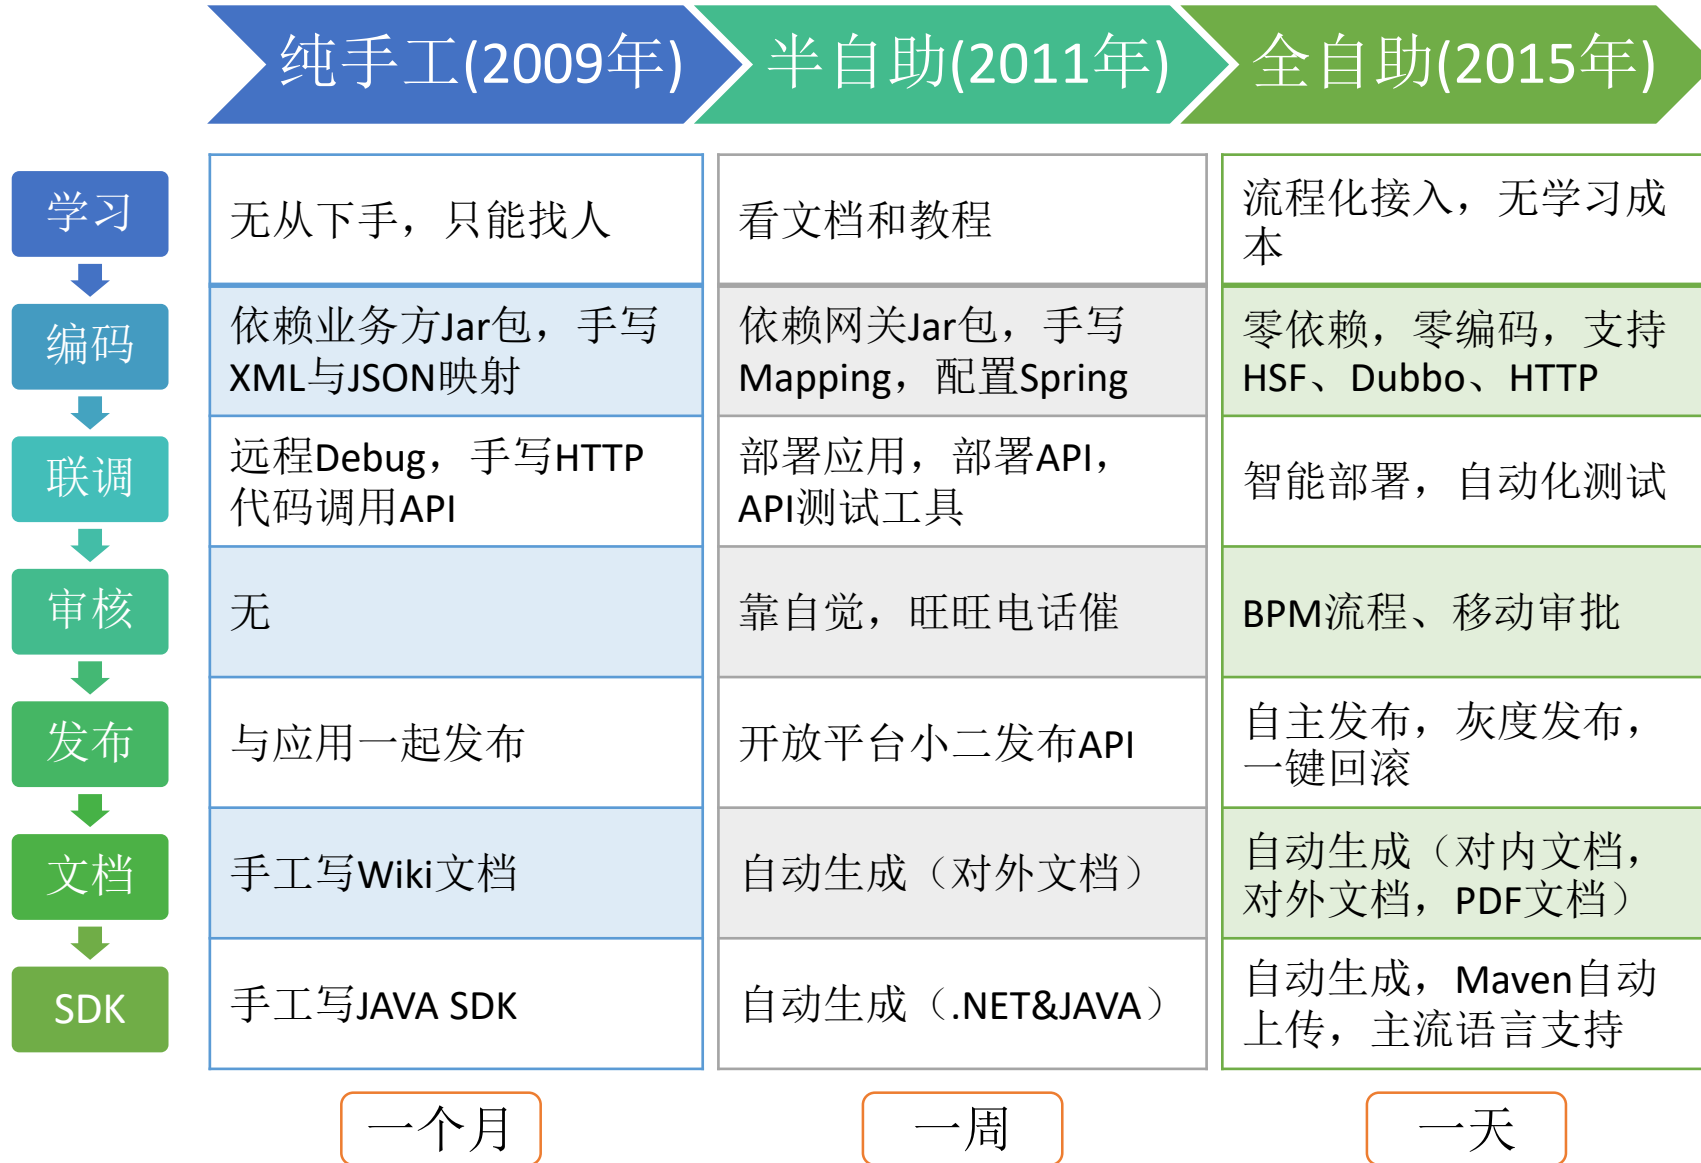 纯手工(2009年)
半自助(2011年)
全自助(2015年)
学习
无从下手，只能找人
看文档和教程
流程化接入，无学习成
本
编码
依赖业务方Jar包，手写
XML与JSON映射
依赖网关Jar包，手写
Mapping，配置Spring
零依赖，零编码，支持
HSF、Dubbo、HTTP
联调
远程Debug，手写HTTP
代码调用API
部署应用，部署API，
API测试工具
智能部署，自动化测试
审核
无
靠自觉，旺旺电话催
BPM流程、移动审批
发布
与应用一起发布
开放平台小二发布API
自主发布，灰度发布，
一键回滚
文档
手工写Wiki文档
自动生成（对外文档）
自动生成（对内文档，
对外文档，PDF文档）
SDK
手工写JAVA SDK
自动生成（.NET&JAVA）
自动生成，Maven自动
上传，主流语言支持
一个月
一周
一天